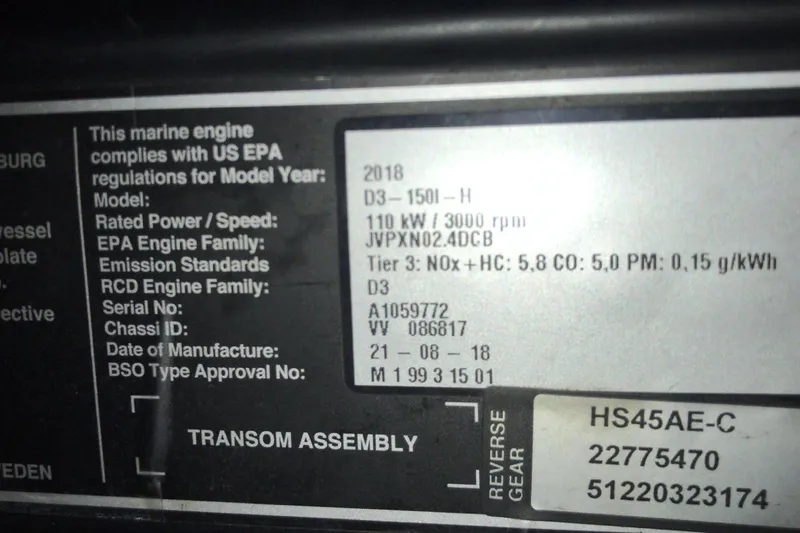 BURG
essel
plate
ective
EDEN
This marine engine
complies with US EPA
regulations for Model Year: 2018
Model: D3-150I-H
Rated Power / Speed: 110 kW / 3000 rpm
EPA Engine Family: JVPXN02.4DCB
Emission Standards Tier 3: NOx+HC: 5,8 CO: 5,0 PM: 0,15 g/kWh
RCD Engine Family: D3
Serial No: A1059772
Chassi ID: VV 086817
Date of Manufacture: 21 - 08 - 18
BSO Type Approval No: M 1 99 3 15 01
TRANSOM ASSEMBLY
REVERSE
GEAR
HS45AE-C
22775470
51220323174